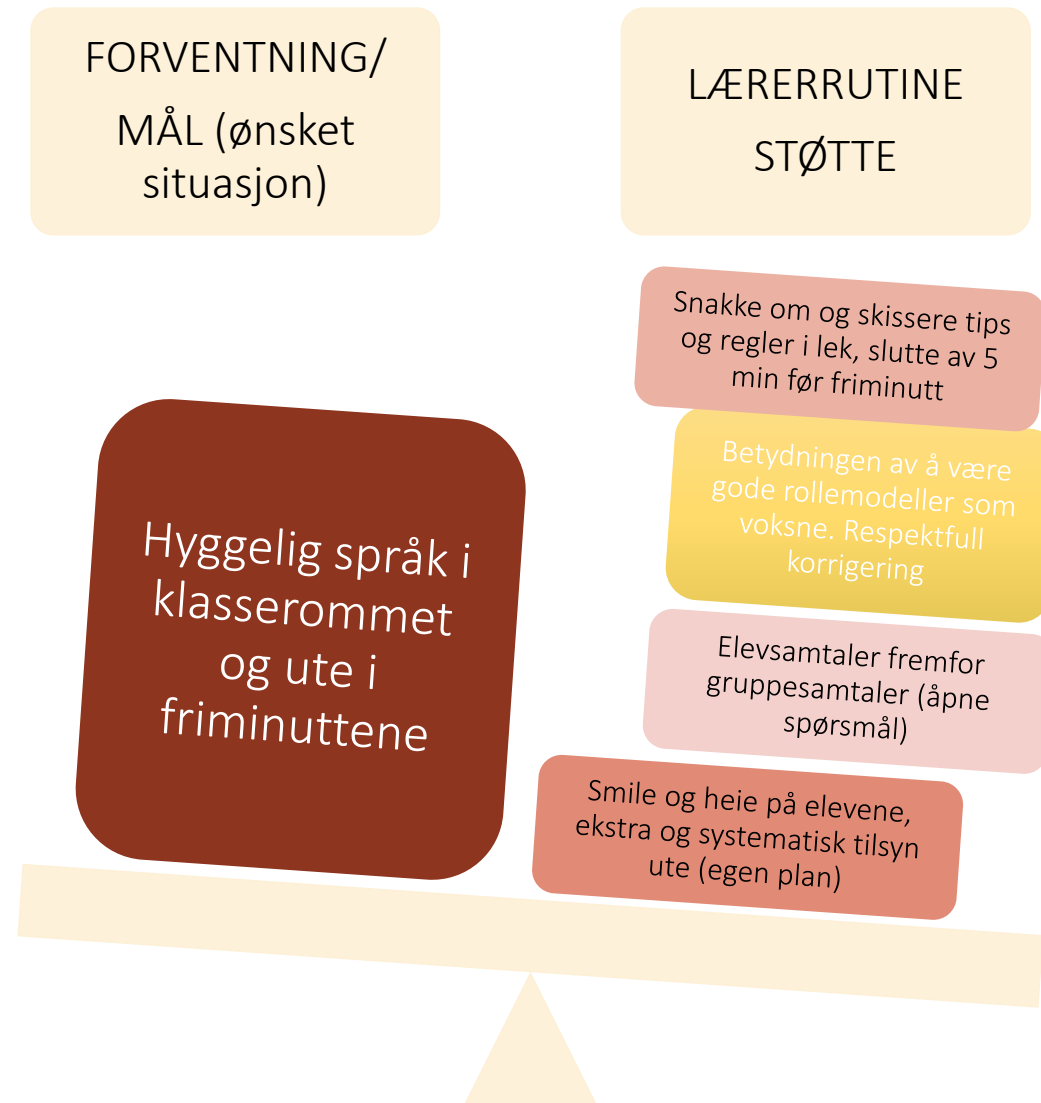 FORVENTNING/
MÅL (ønsket
situasjon)
LÆRERRUTINE
STØTTE
Snakke om og skissere tips
og regler i lek, slutte av 5
min før friminutt
Betydningen av å være
gode rollemodeller som
voksne. Respektfull
korrigering
Elevsamtaler fremfor
gruppesamtaler (åpne
spørsmål)
Smile og heie på elevene,
ekstra og systematisk tilsyn
ute (egen plan)
Hyggelig språk i
klasserommet
og ute i
friminuttene